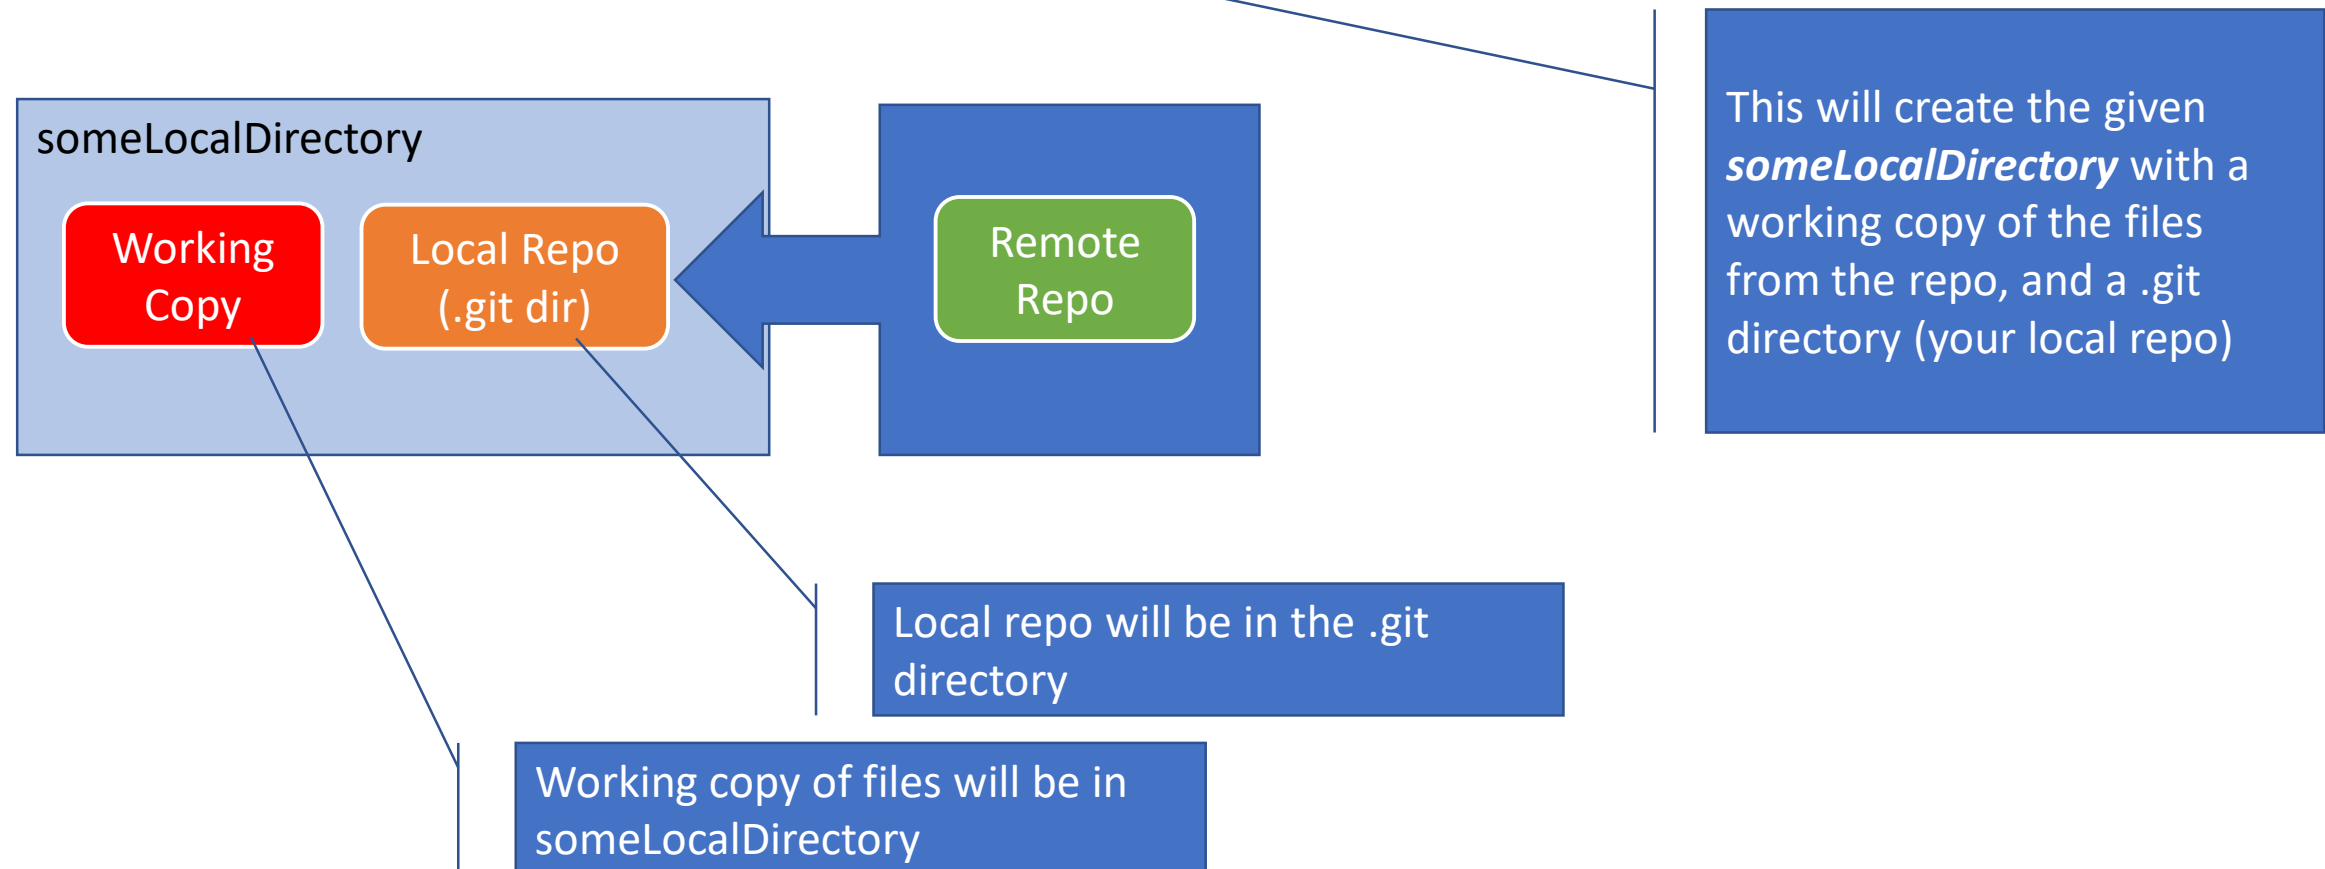 someLocalDirectory
Working
Copy
Local Repo
(.git dir)
Remote
Repo
This will create the given
someLocalDirectory with a
working copy of the files
from the repo, and a .git
directory (your local repo)
Local repo will be in the .git
directory
Working copy of files will be in
someLocalDirectory